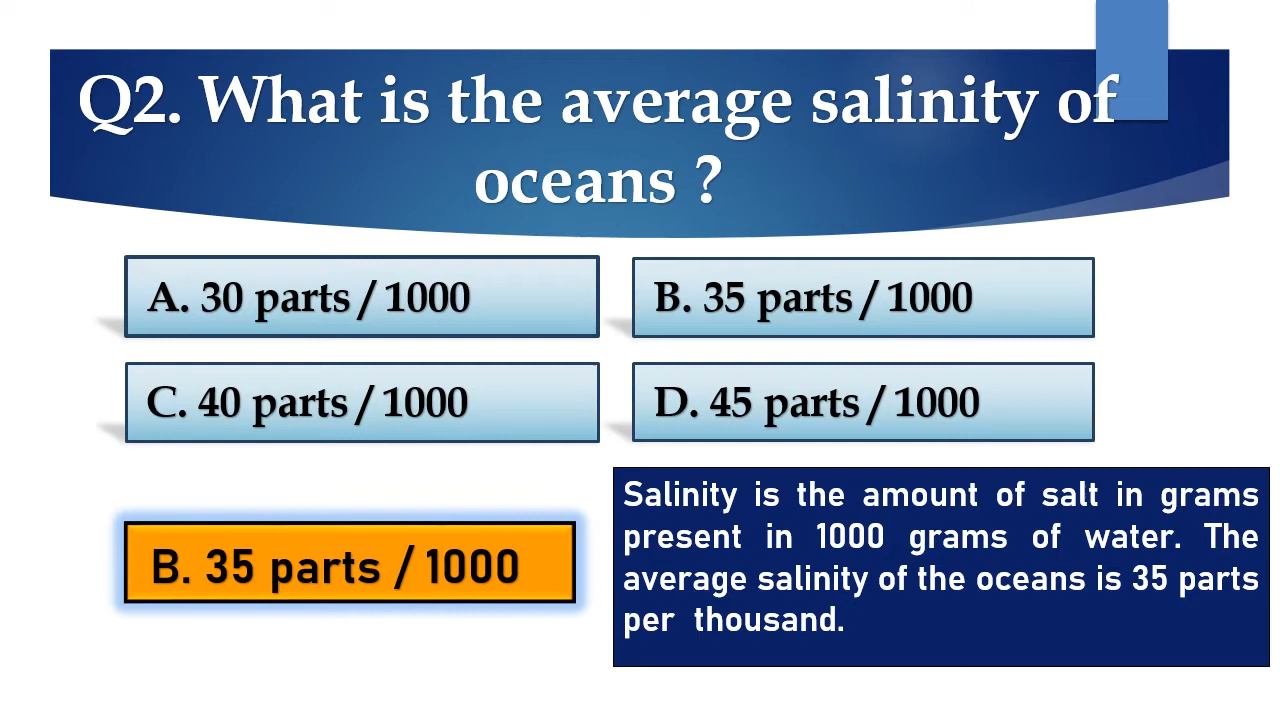 Q2. What is the average salinity of
oceans ?
A. 30 parts / 1000
B. 35 parts / 1000
C. 40 parts / 1000
D. 45 parts / 1000
B. 35 parts / 1000
Salinity is the amount of salt in grams
present in 1000 grams of water. The
average salinity of the oceans is 35 parts
per thousand.